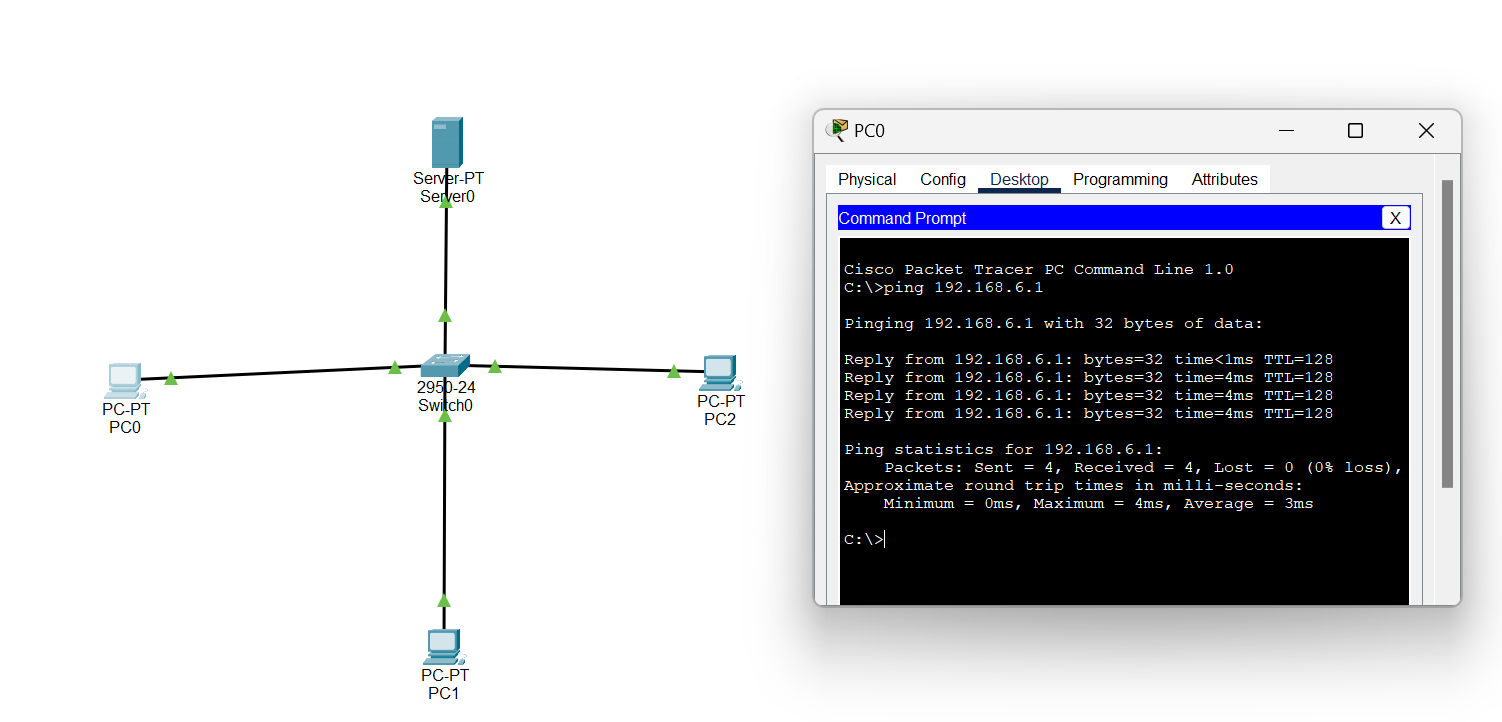 Server-PT
Server0
2950-24
Switch0
PC-PT
PC0
PC-PT
PC2
PC-PT
PC1
PC0
Physical Config Desktop Programming Attributes
Command Prompt X
Cisco Packet Tracer PC Command Line 1.0
C:\>ping 192.168.6.1
Pinging 192.168.6.1 with 32 bytes of data:
Reply from 192.168.6.1: bytes=32 time<1ms TTL=128
Reply from 192.168.6.1: bytes=32 time=4ms TTL=128
Reply from 192.168.6.1: bytes=32 time=4ms TTL=128
Reply from 192.168.6.1: bytes=32 time=4ms TTL=128
Ping statistics for 192.168.6.1:
    Packets: Sent = 4, Received = 4, Lost = 0 (0% loss),
Approximate round trip times in milli-seconds:
    Minimum = 0ms, Maximum = 4ms, Average = 3ms
C:\>